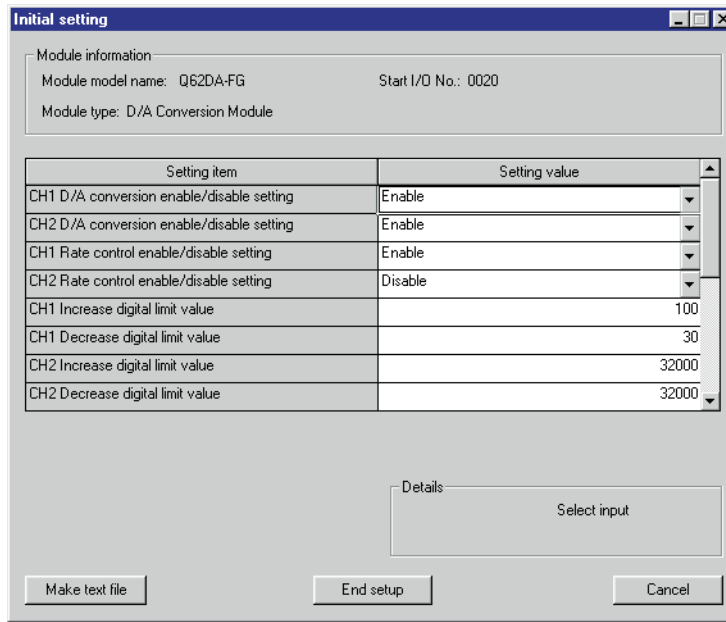 Initial setting
Module information
Module model name: Q62DA-FG Start I/O No.: 0020
Module type: D/A Conversion Module
Setting item Setting value
CH1 D/A conversion enable/disable setting Enable
CH2 D/A conversion enable/disable setting Enable
CH1 Rate control enable/disable setting Enable
CH2 Rate control enable/disable setting Disable
CH1 Increase digital limit value 100
CH1 Decrease digital limit value 30
CH2 Increase digital limit value 32000
CH2 Decrease digital limit value 32000
Details
Select input
Make text file End setup Cancel